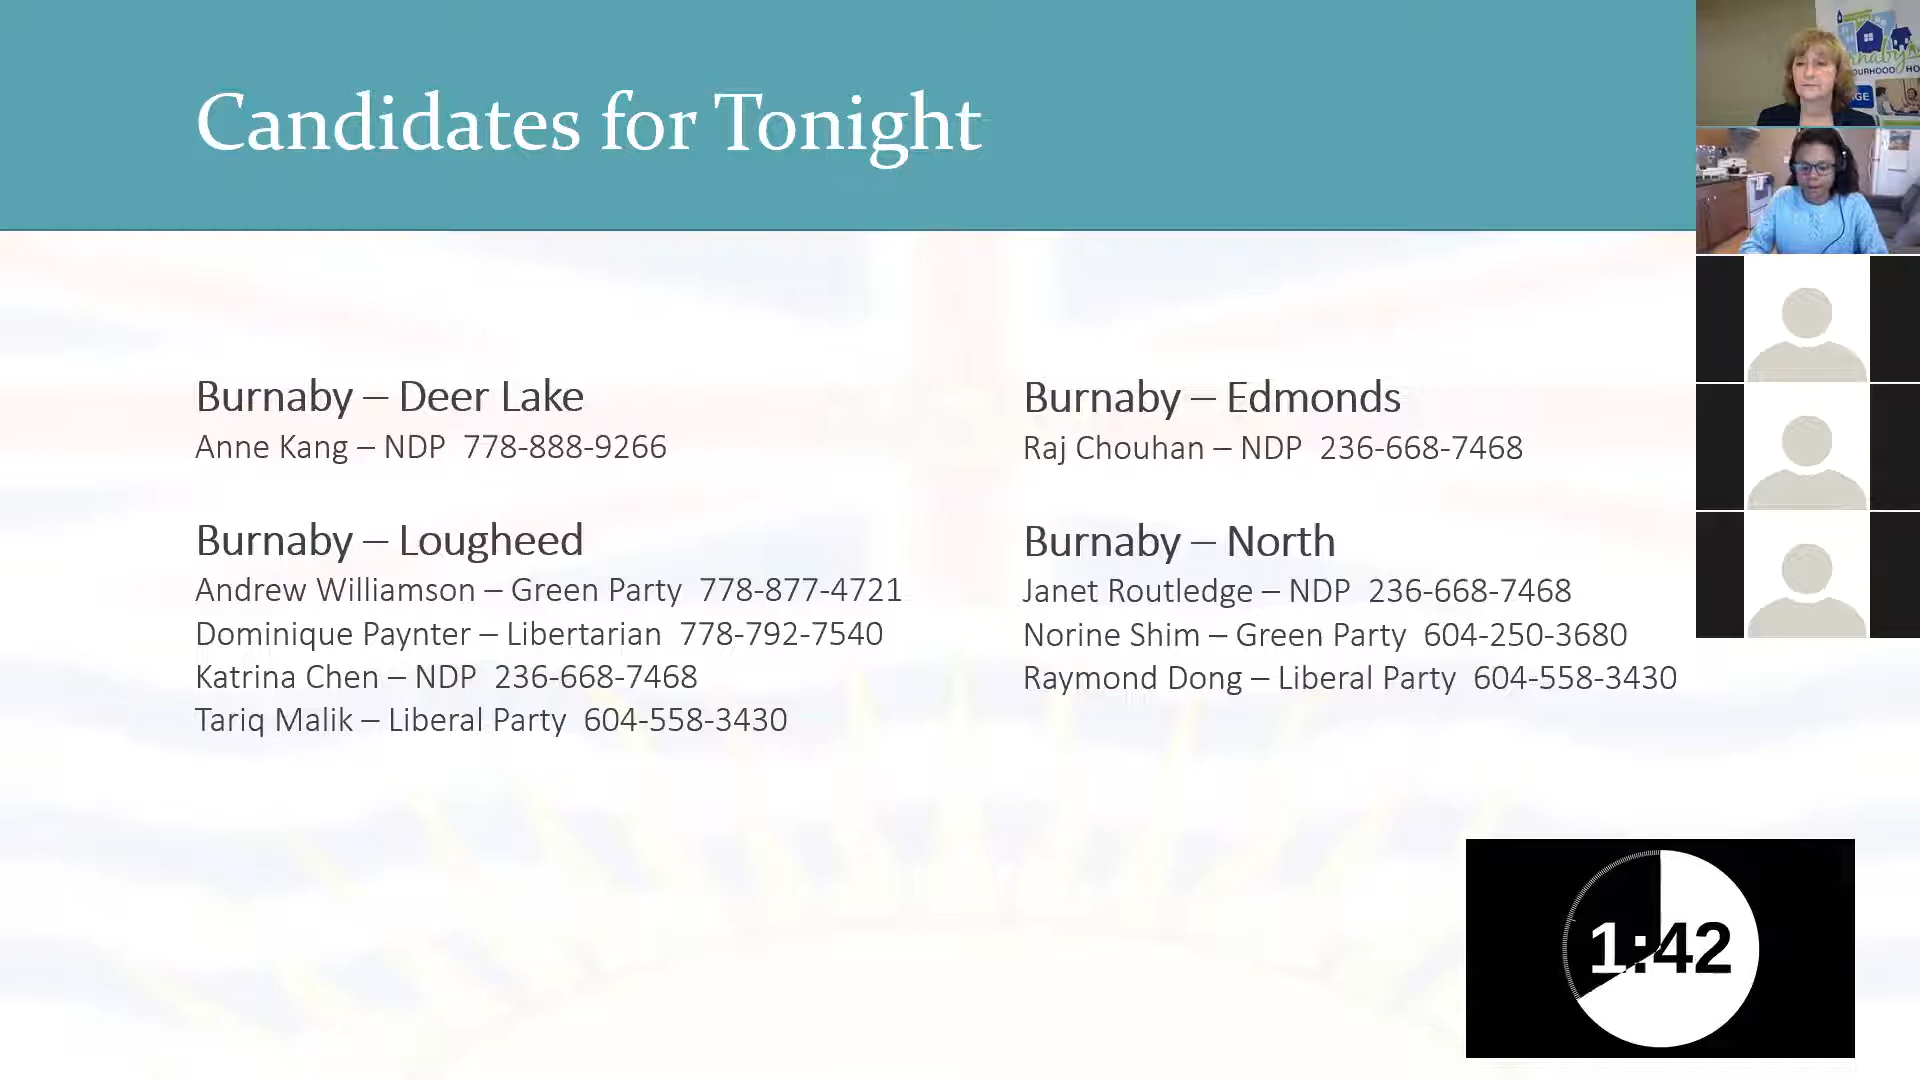 Candidates for Tonight
Burnaby – Deer Lake
Anne Kang – NDP 778-888-9266
Burnaby – Lougheed
Andrew Williamson – Green Party 778-877-4721
Dominique Paynter – Libertarian 778-792-7540
Katrina Chen – NDP 236-668-7468
Tariq Malik – Liberal Party 604-558-3430
Burnaby – Edmonds
Raj Chouhan – NDP 236-668-7468
Burnaby – North
Janet Routledge – NDP 236-668-7468
Norine Shim – Green Party 604-250-3680
Raymond Dong – Liberal Party 604-558-3430
1:42